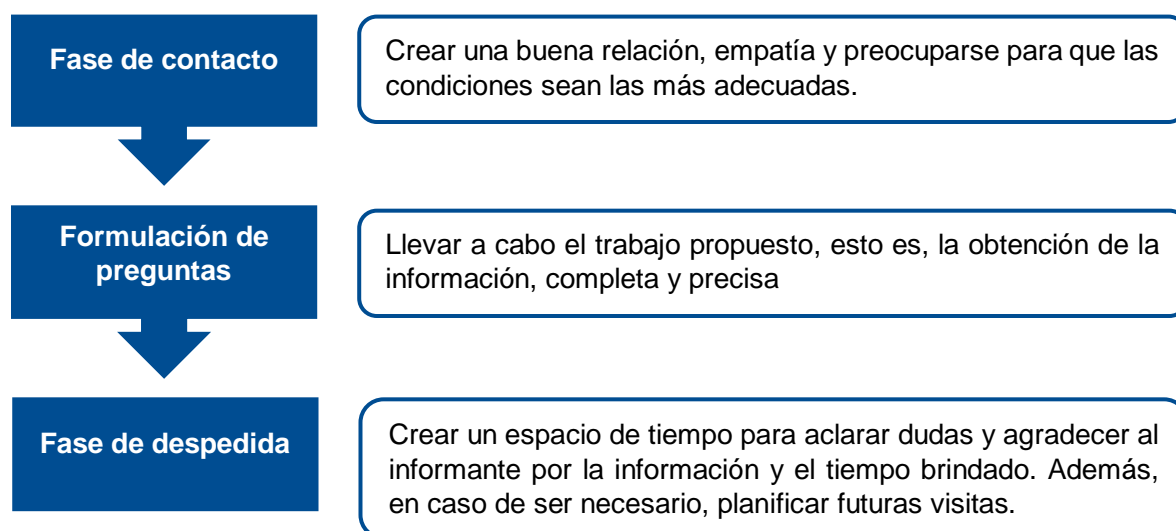 Fase de contacto
Crear una buena relación, empatía y preocuparse para que las
condiciones sean las más adecuadas.
Formulación de
preguntas
Llevar a cabo el trabajo propuesto, esto es, la obtención de la
información, completa y precisa
Fase de despedida
Crear un espacio de tiempo para aclarar dudas y agradecer al
informante por la información y el tiempo brindado. Además,
en caso de ser necesario, planificar futuras visitas.